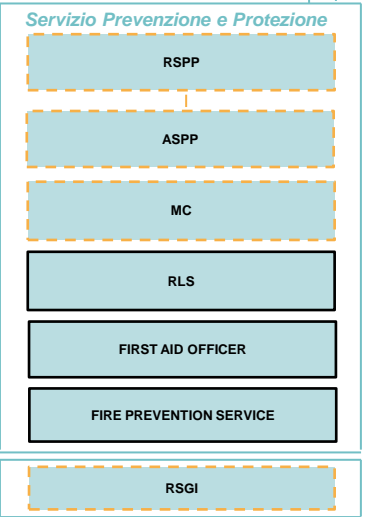 Servizio Prevenzione e Protezione
RSPP
ASPP
MC
RLS
FIRST AID OFFICER
FIRE PREVENTION SERVICE
RSGI